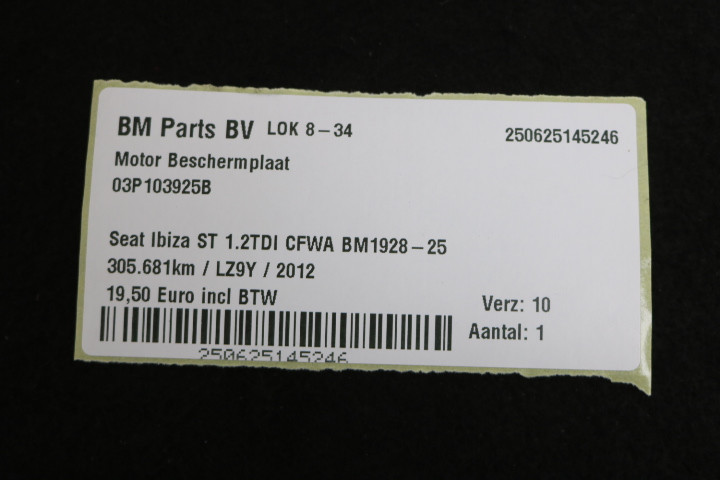 BM Parts BV LOK 8-34 250625145246
Motor Beschermplaat
03P103925B
Seat Ibiza ST 1.2TDI CFWA BM1928-25
305.681km / LZ9Y / 2012
19,50 Euro incl BTW
Verz: 10
Aantal: 1
250625145246